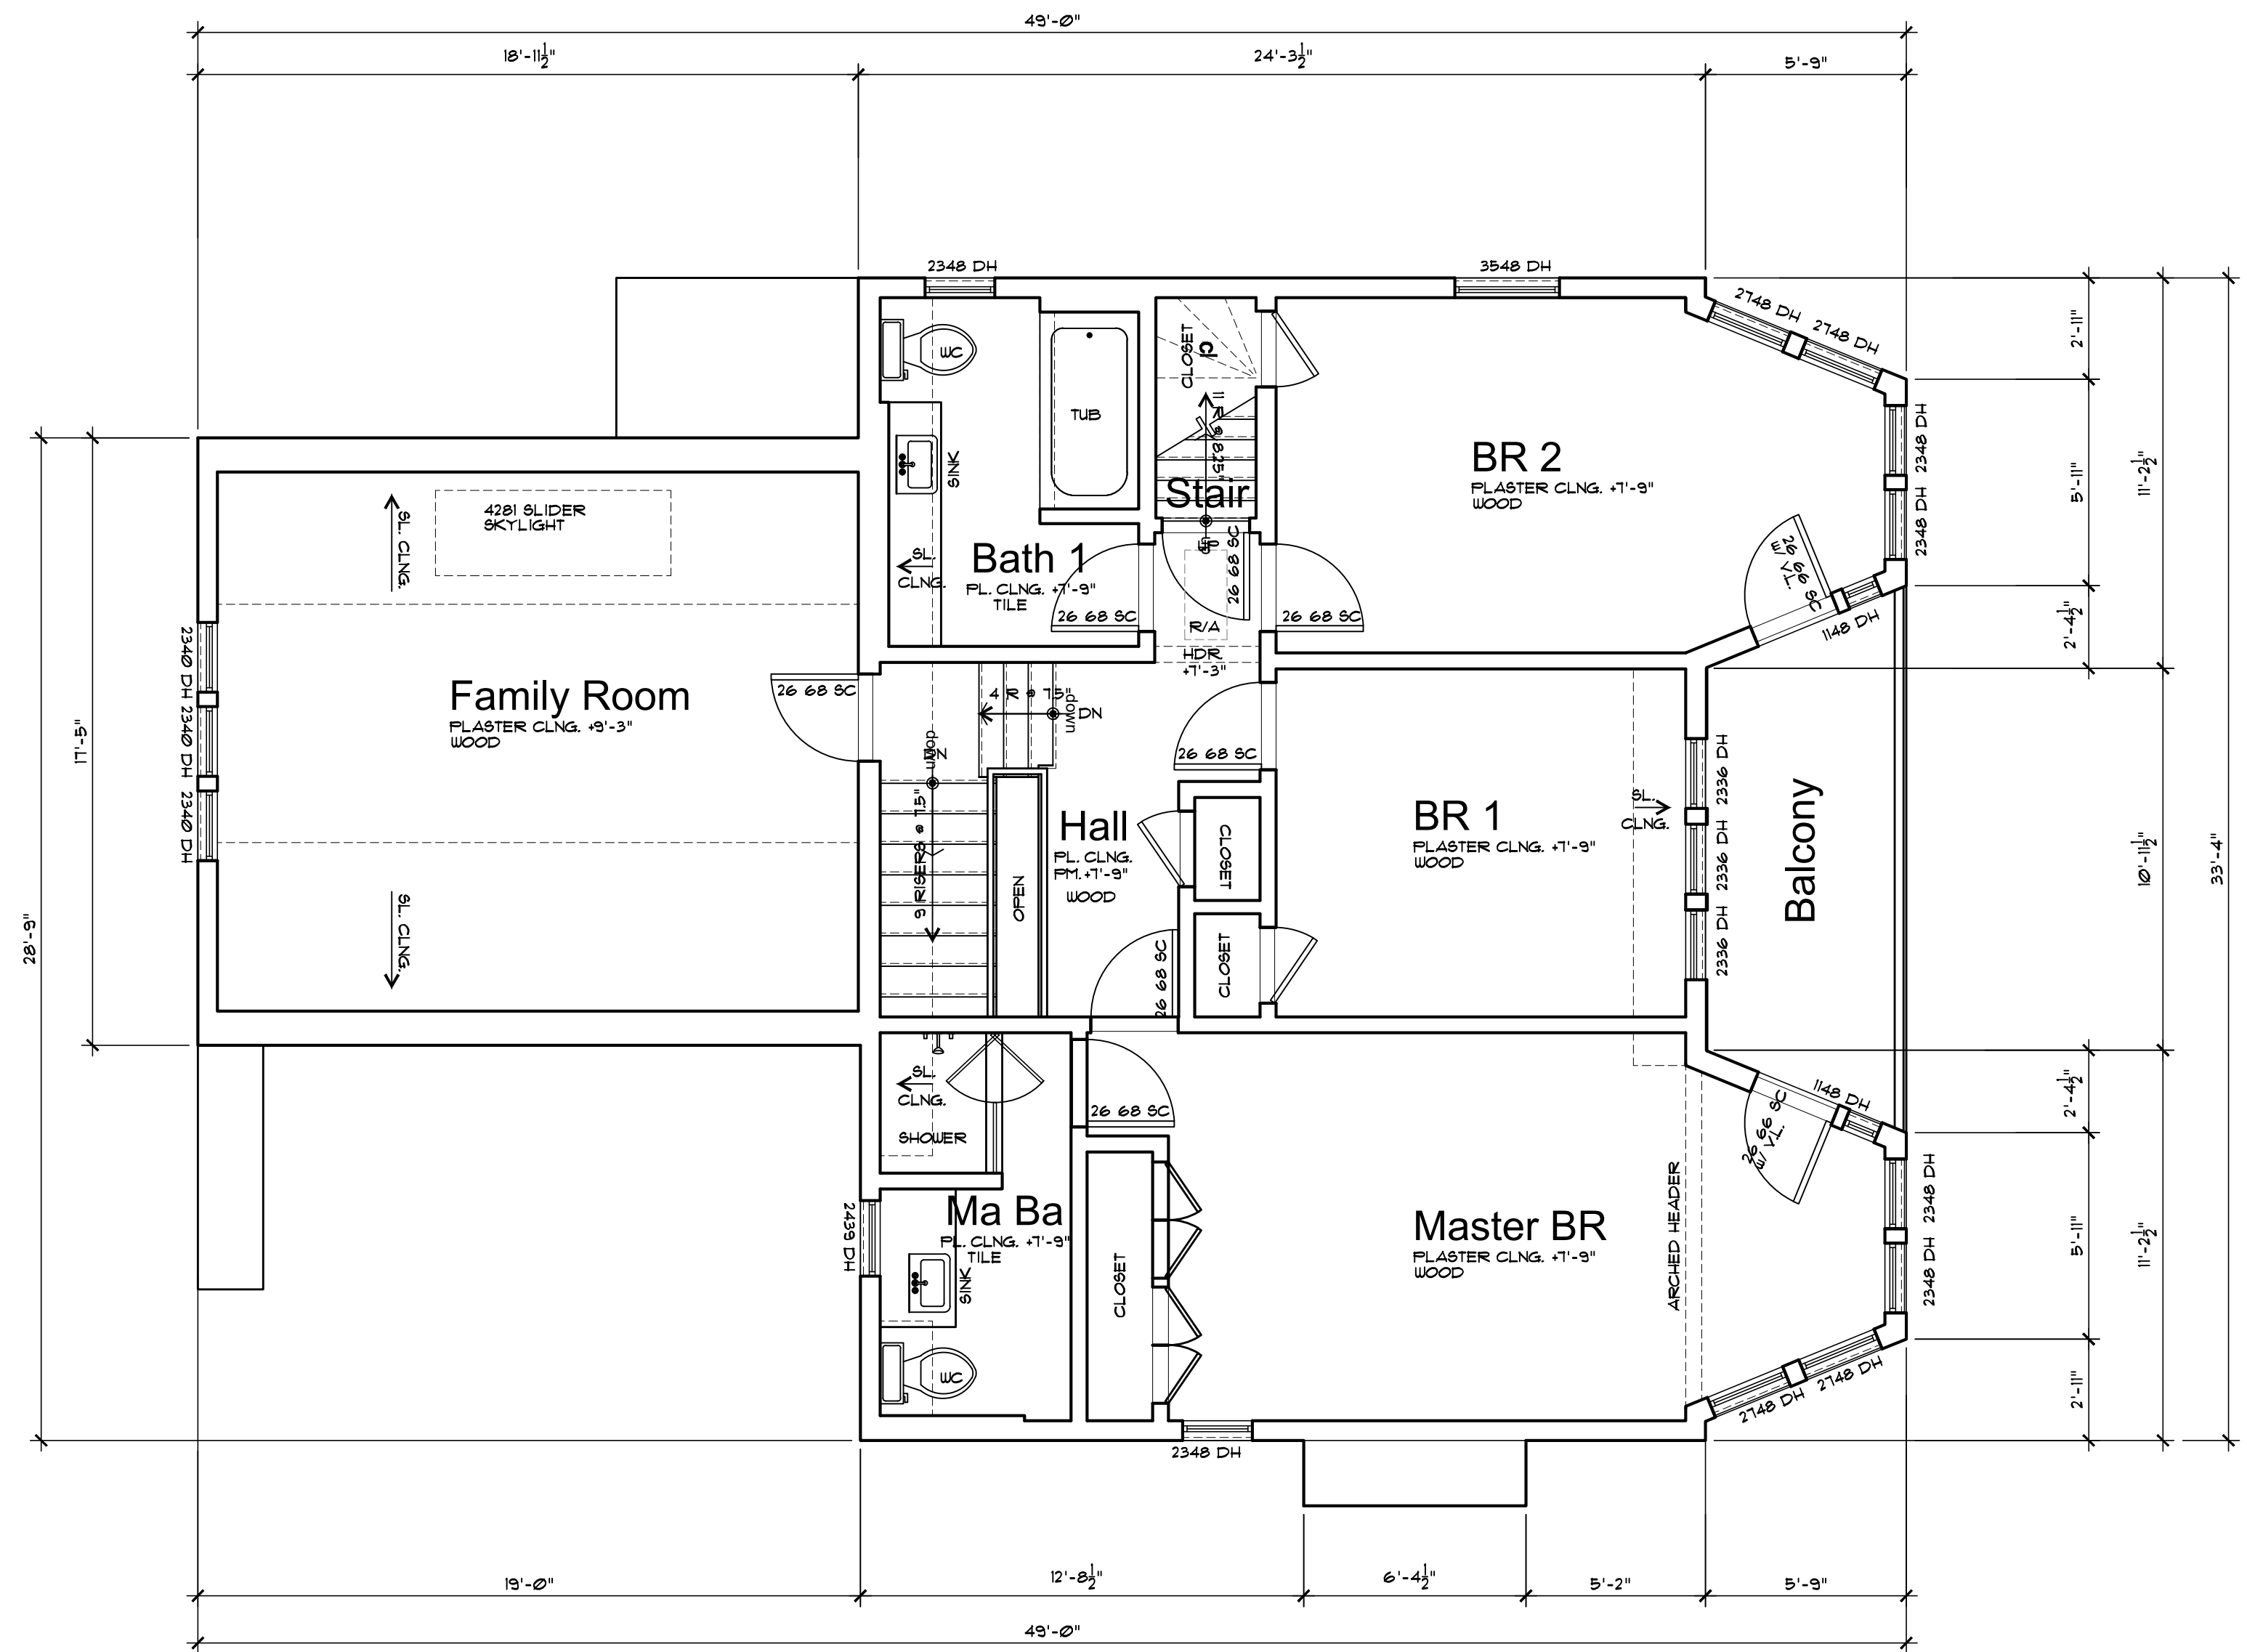 49'-0"
18'-11½"
24'-3½"
5'-9"
2348 DH
3548 DH
2748 DH
2748 DH
WC
TUB
SINK
CLOSET
cl
11 R @ 8.25"
Stair
up
BR 2
PLASTER CLNG. +7'-9"
WOOD
2348 DH
2348 DH
2'-11"
5'-11"
2'-4½"
11'-2½"
4281 SLIDER
SKYLIGHT
SL. CLNG.
SL.
CLNG.
Bath 1
PL. CLNG. +7'-9"
TILE
26 68 SC
26 68 SC
26 68 SC
R/A
HDR.
+7'-3"
26 66 SC
w/ V.L.
1148 DH
Family Room
PLASTER CLNG. +9'-3"
WOOD
2340 DH
2340 DH
2340 DH
17'-5"
28'-9"
26 68 SC
4 R @ 7.5"
down
DN
down
DN
9 RISERS @ 7.5"
OPEN
26 68 SC
Hall
PL. CLNG.
PM. +7'-9"
WOOD
CLOSET
CLOSET
26 68 SC
BR 1
PLASTER CLNG. +7'-9"
WOOD
SL.
CLNG.
2336 DH
2336 DH
2336 DH
Balcony
10'-11½"
33'-4"
SL. CLNG.
SL.
CLNG.
SHOWER
26 68 SC
1148 DH
26 66 SC
w/ V.L.
2'-4½"
Ma Ba
PL. CLNG. +7'-9"
TILE
2439 DH
SINK
WC
CLOSET
Master BR
PLASTER CLNG. +7'-9"
WOOD
ARCHED HEADER
2348 DH
2348 DH
5'-11"
11'-2½"
2'-11"
2748 DH
2748 DH
2348 DH
19'-0"
12'-8½"
6'-4½"
5'-2"
5'-9"
49'-0"